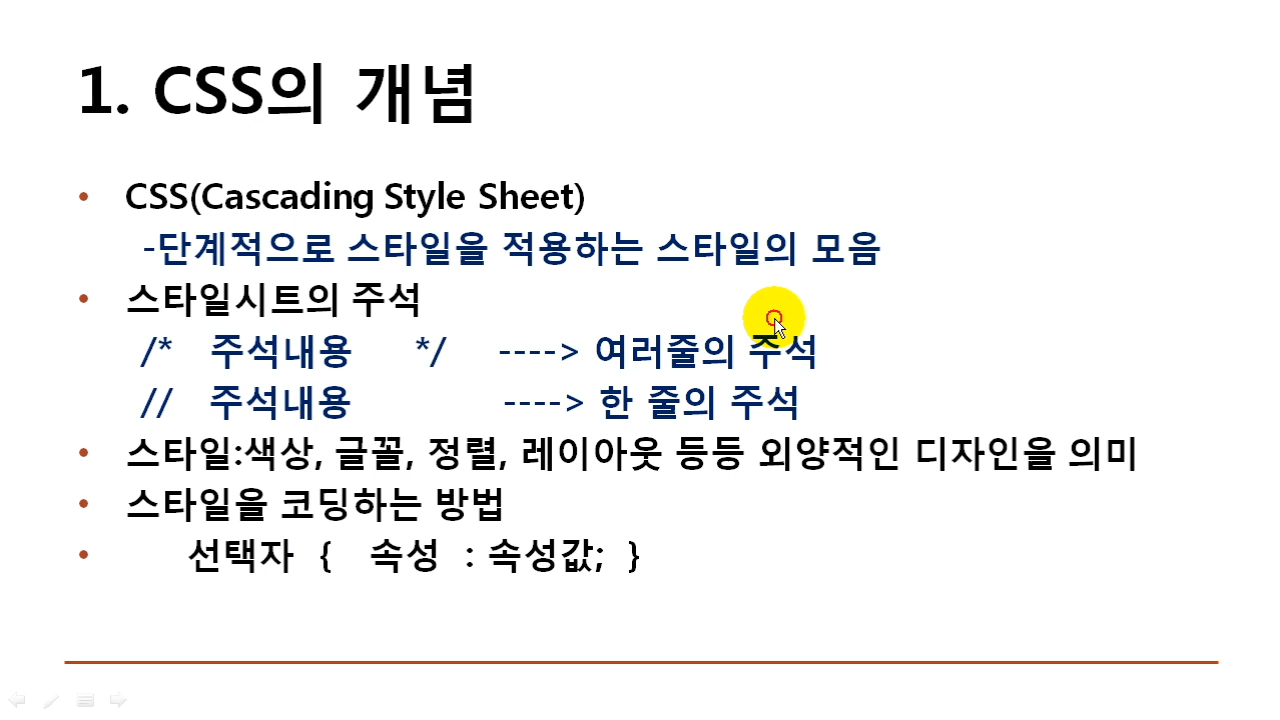 1. CSS의 개념
• CSS(Cascading Style Sheet)
-단계적으로 스타일을 적용하는 스타일의 모음
• 스타일시트의 주석
/* 주석내용 */ ----> 여러줄의 주석
// 주석내용 ----> 한 줄의 주석
• 스타일:색상, 글꼴, 정렬, 레이아웃 등등 외양적인 디자인을 의미
• 스타일을 코딩하는 방법
• 선택자 { 속성 : 속성값; }